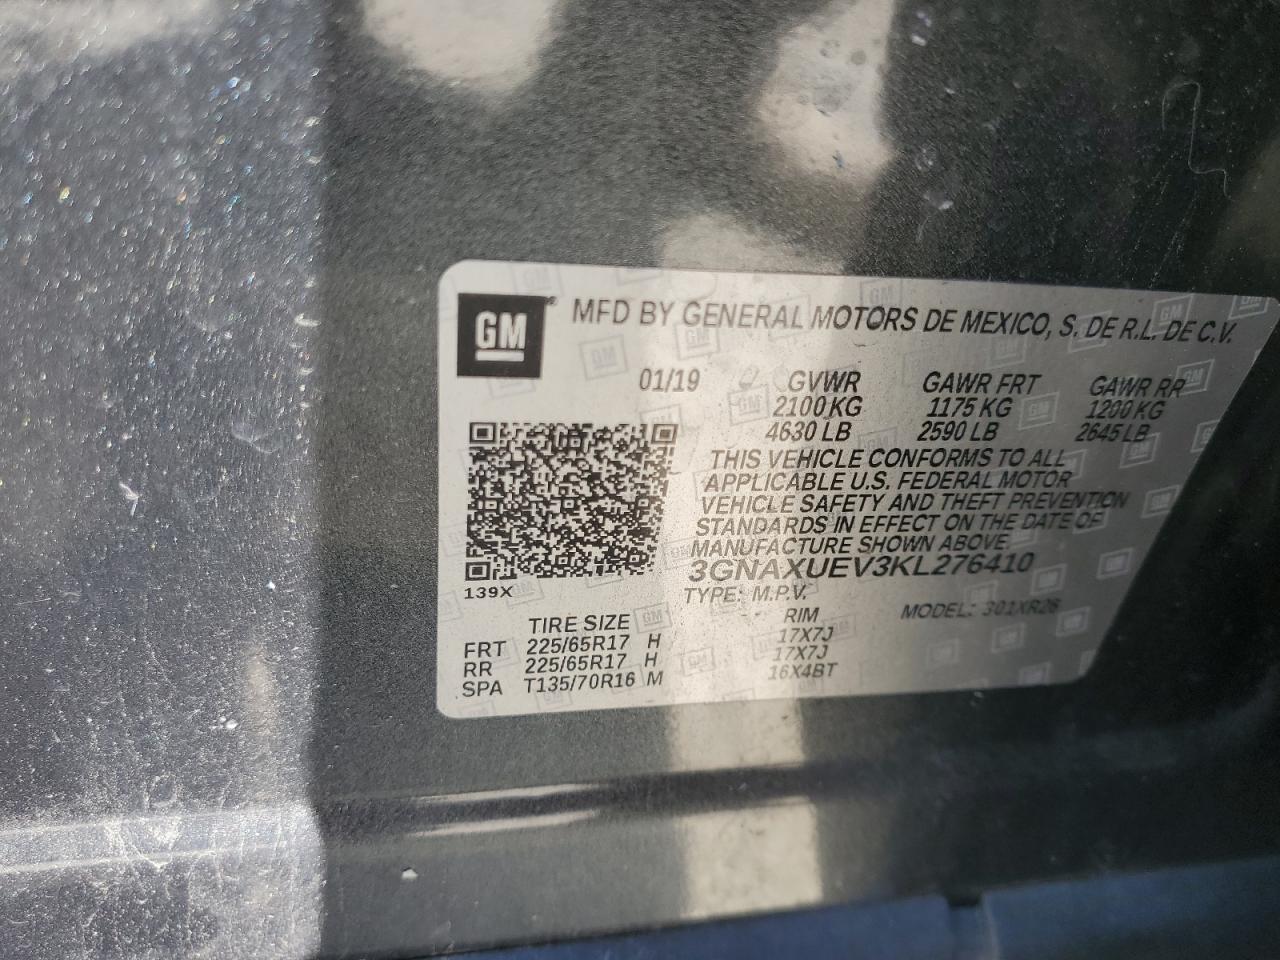 GM
MFD BY GENERAL MOTORS DE MEXICO, S. DE R.L. DE C.V.
01/19 GVWR GAWR FRT GAWR RR
2100 KG 1175 KG 1200 KG
4630 LB 2590 LB 2645 LB
THIS VEHICLE CONFORMS TO ALL
APPLICABLE U.S. FEDERAL MOTOR
VEHICLE SAFETY AND THEFT PREVENTION
STANDARDS IN EFFECT ON THE DATE OF
MANUFACTURE SHOWN ABOVE
3GNAXUEV3KL276410
139X
TYPE: M.P.V. MODEL: 301XR26
TIRE SIZE RIM
FRT 225/65R17 H 17X7J
RR 225/65R17 H 17X7J
SPA T135/70R16 M 16X4BT